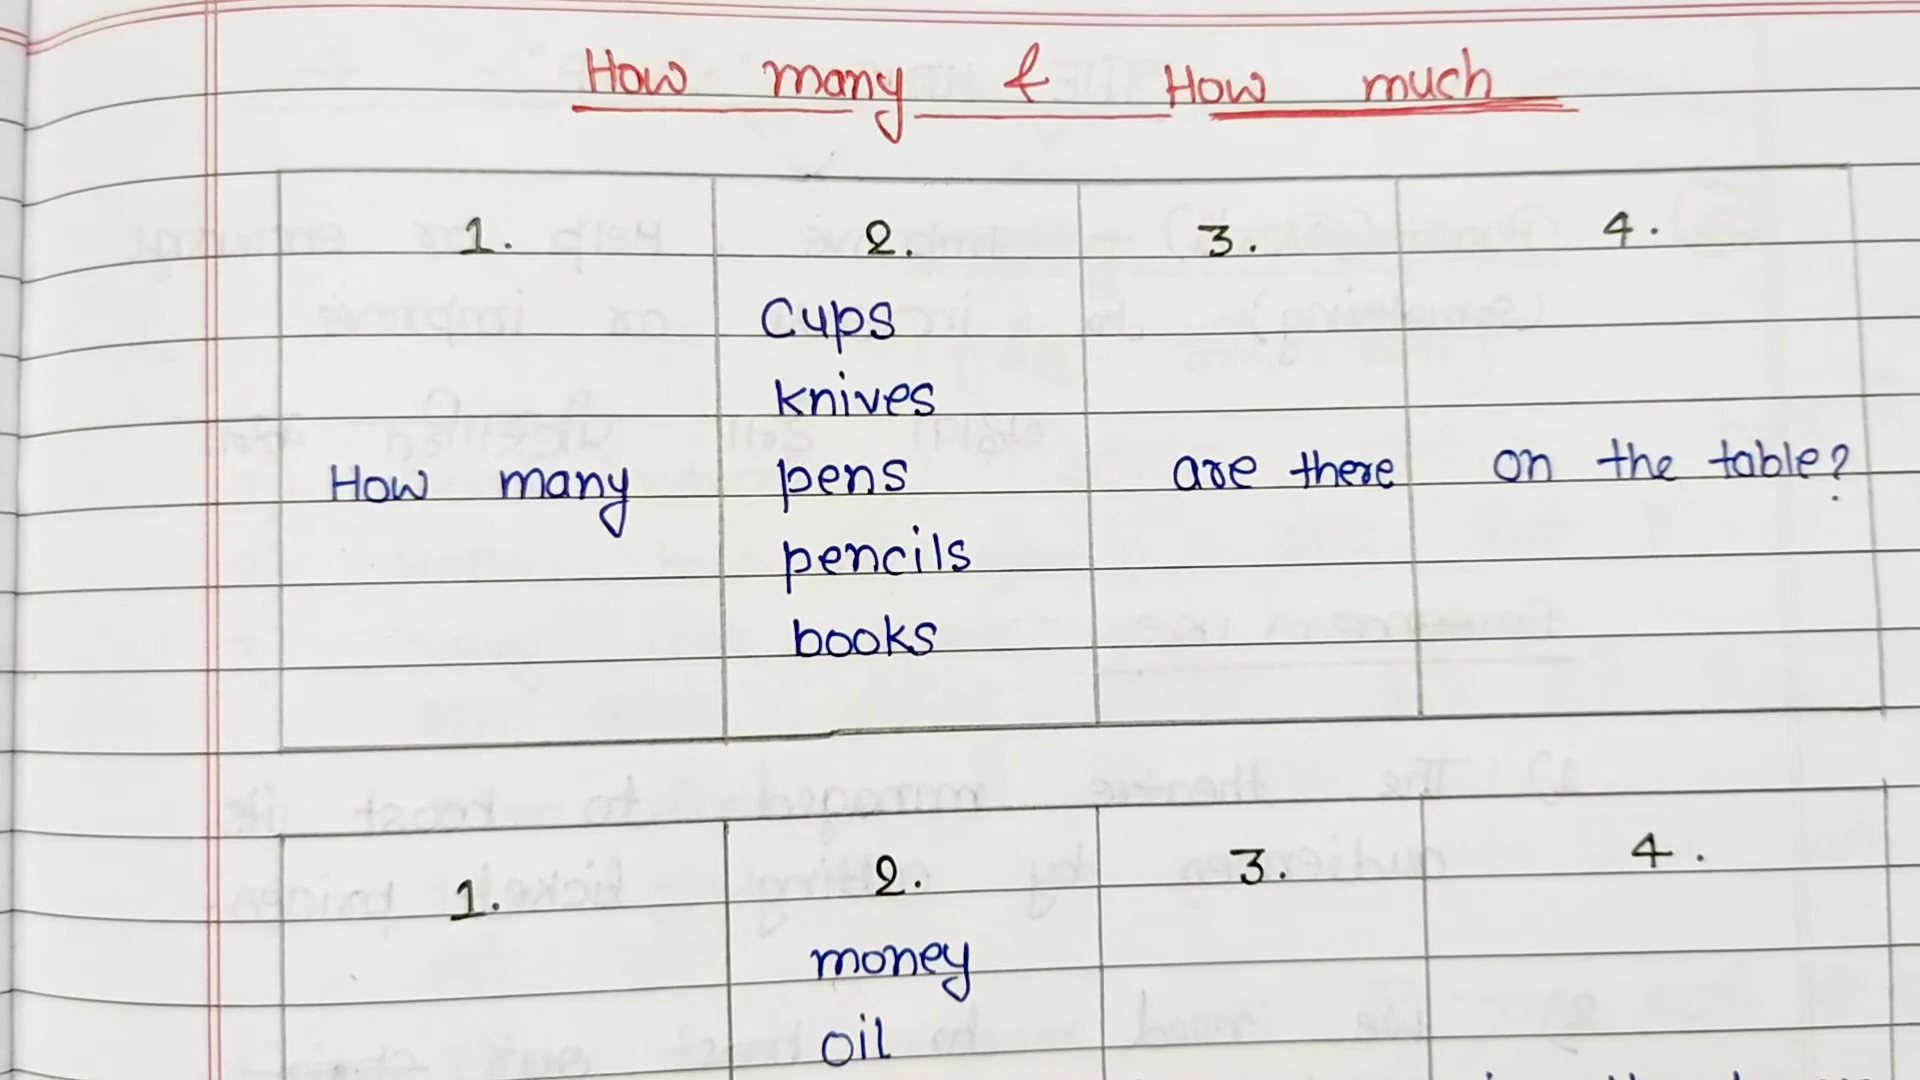 How many & How much
1. 2. 3. 4.
Cups
knives
How many pens are there on the table?
pencils
books
1. 2. 3. 4.
money
oil